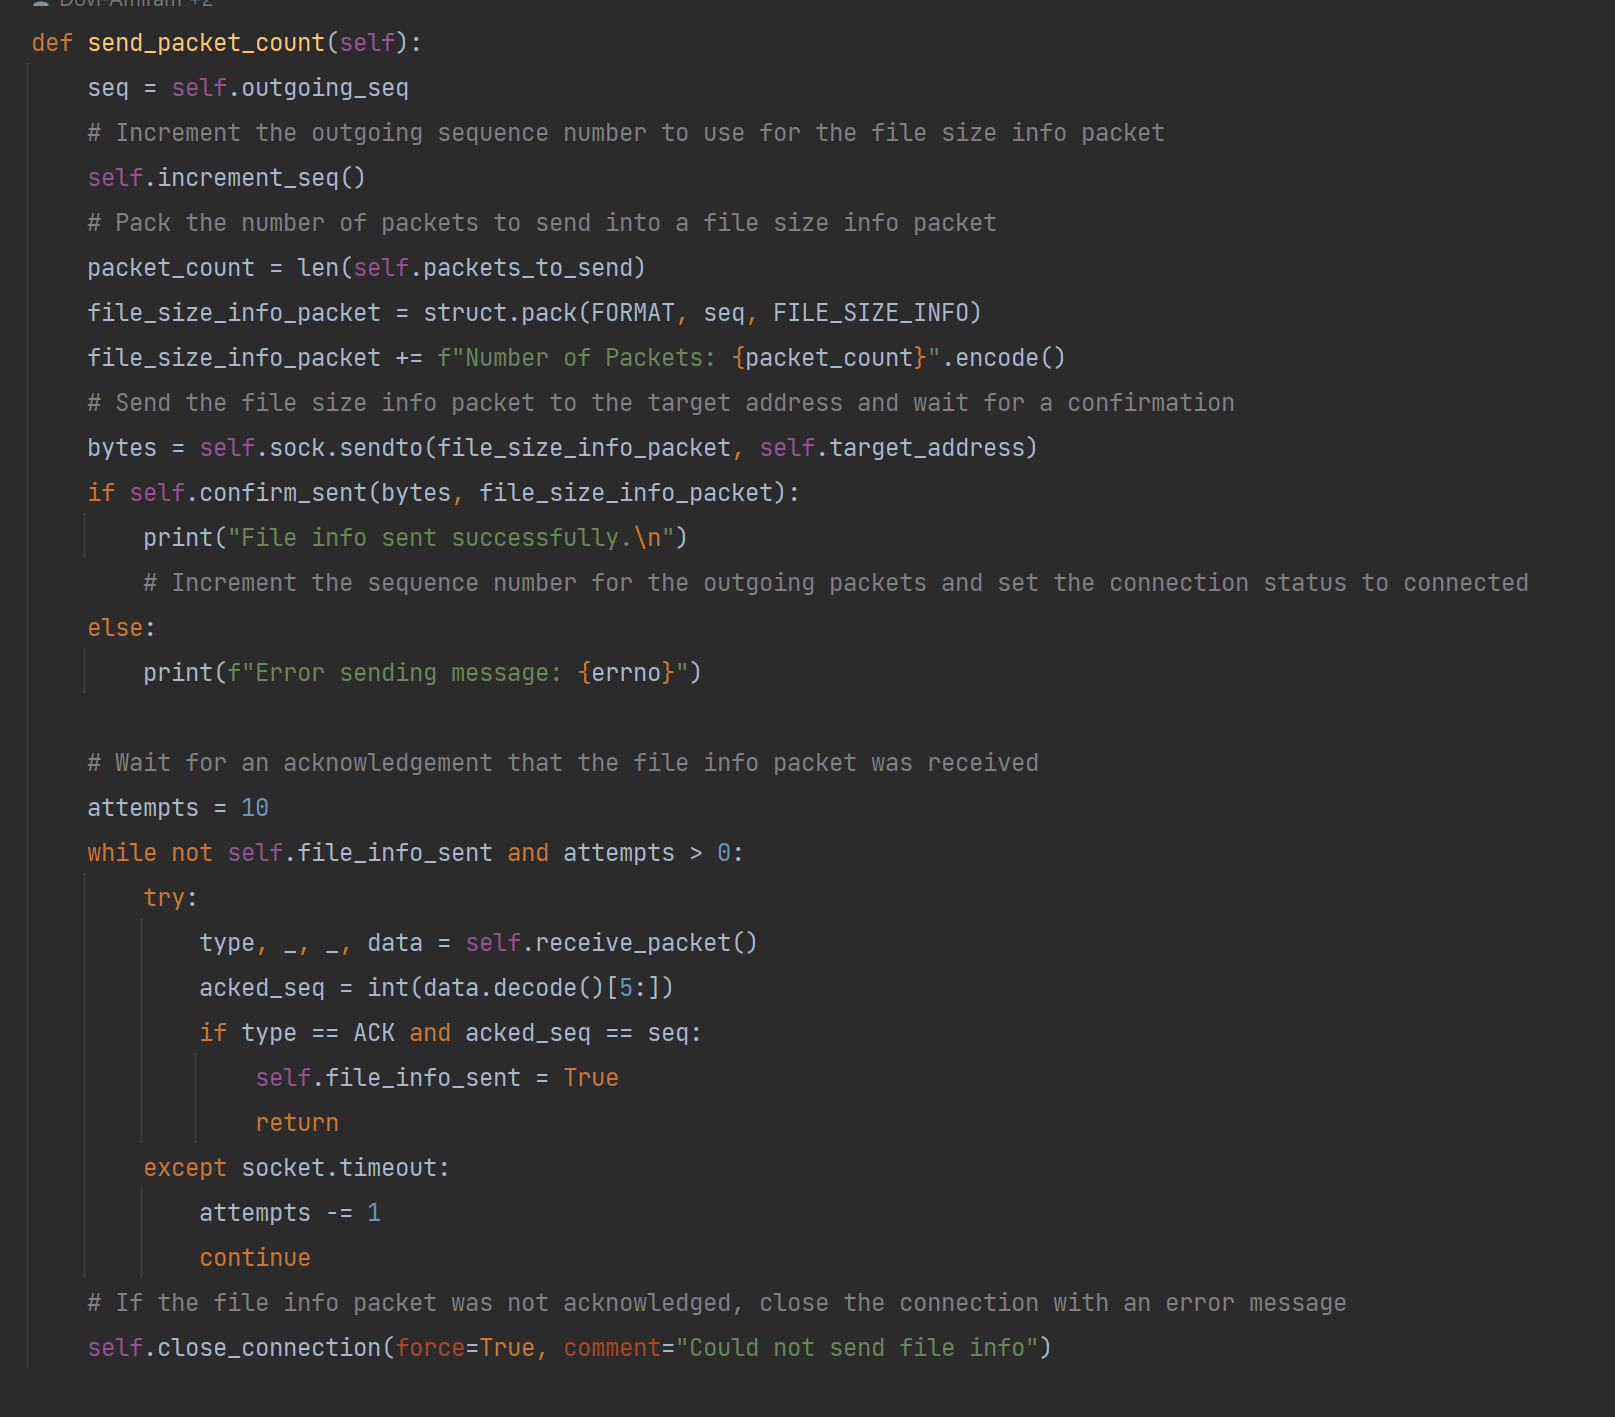 Dovi-Amiram +2
def send_packet_count(self):
    seq = self.outgoing_seq
    # Increment the outgoing sequence number to use for the file size info packet
    self.increment_seq()
    # Pack the number of packets to send into a file size info packet
    packet_count = len(self.packets_to_send)
    file_size_info_packet = struct.pack(FORMAT, seq, FILE_SIZE_INFO)
    file_size_info_packet += f"Number of Packets: {packet_count}".encode()
    # Send the file size info packet to the target address and wait for a confirmation
    bytes = self.sock.sendto(file_size_info_packet, self.target_address)
    if self.confirm_sent(bytes, file_size_info_packet):
        print("File info sent successfully.\n")
        # Increment the sequence number for the outgoing packets and set the connection status to connected
    else:
        print(f"Error sending message: {errno}")
    # Wait for an acknowledgement that the file info packet was received
    attempts = 10
    while not self.file_info_sent and attempts > 0:
        try:
            type, _, _, data = self.receive_packet()
            acked_seq = int(data.decode()[5:])
            if type == ACK and acked_seq == seq:
                self.file_info_sent = True
                return
        except socket.timeout:
            attempts -= 1
            continue
    # If the file info packet was not acknowledged, close the connection with an error message
    self.close_connection(force=True, comment="Could not send file info")